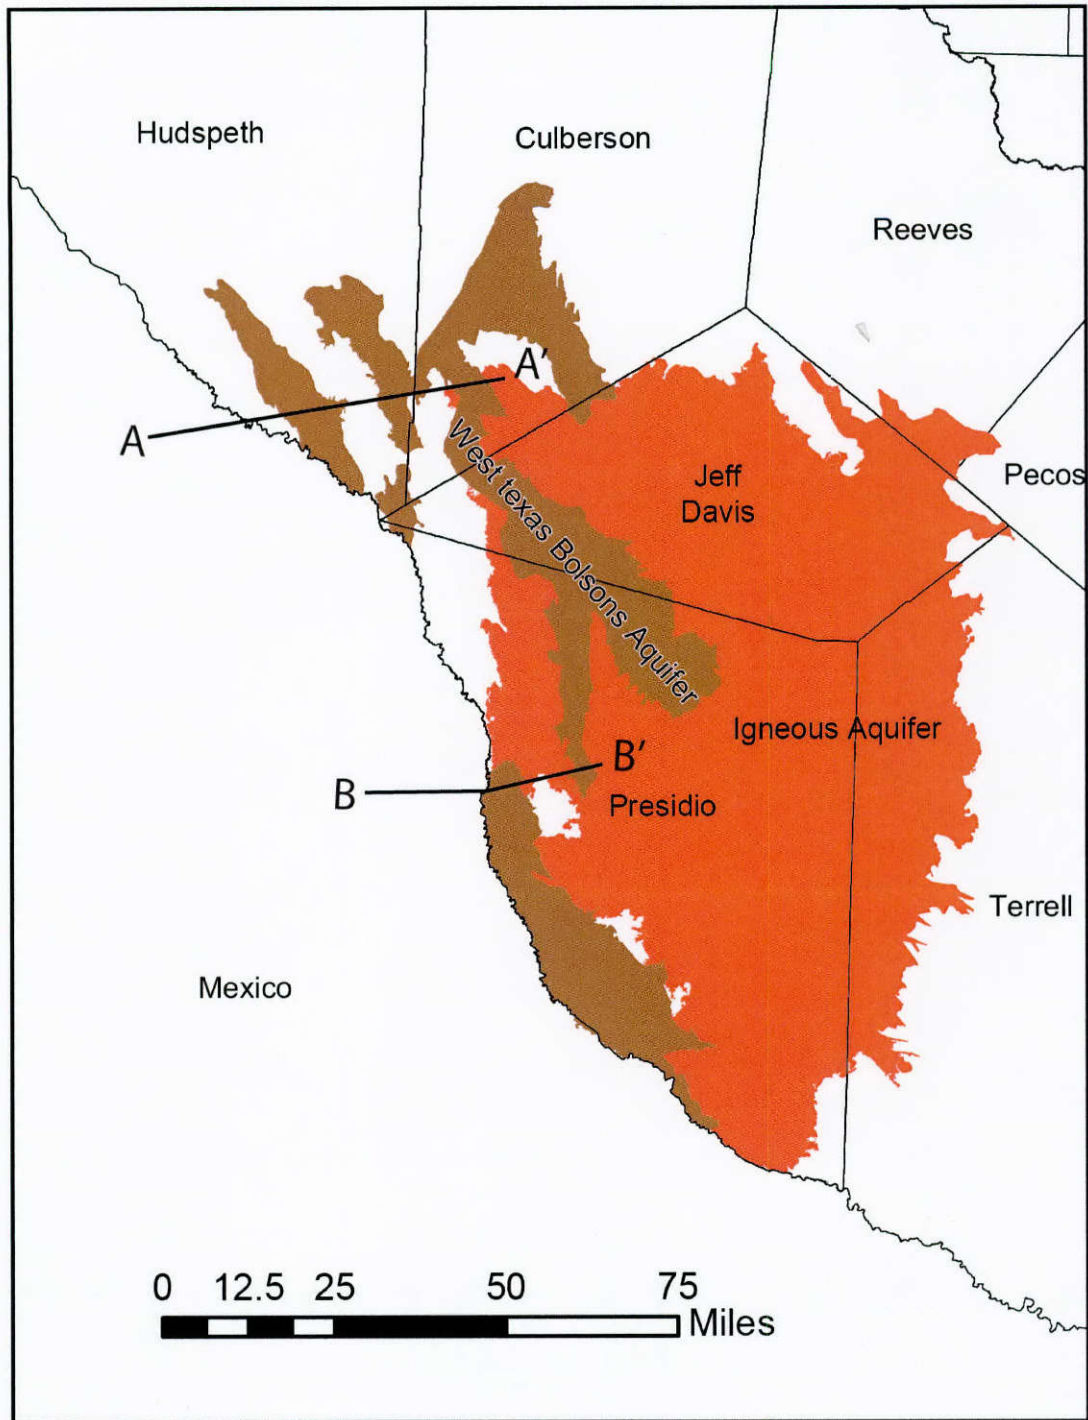 Hudspeth
Culberson
Reeves
A'
A
West texas Bolsons Aquifer
Jeff
Davis
Pecos
Igneous Aquifer
B'
B
Presidio
Terrell
Mexico
0 12.5 25 50 75
Miles